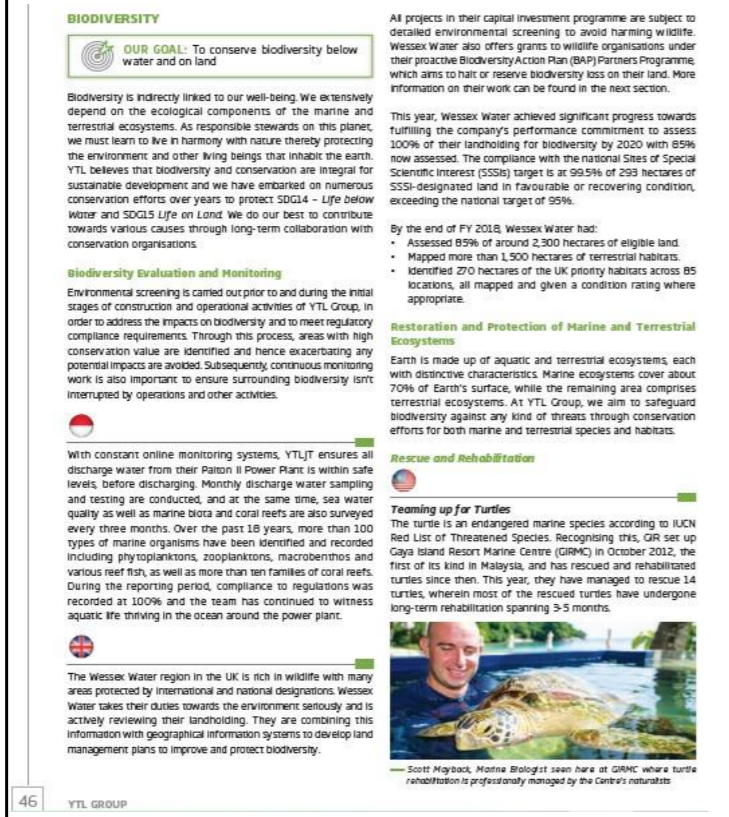 BIODIVERSITY
OUR GOAL: To conserve biodiversity below
water and on land
Biodiversity is indirectly linked to our well-being. We extensively
depend on the ecological components of the marine and
terrestrial ecosystems. As responsible stewards on this planet,
we must learn to live in harmony with nature thereby protecting
the environment and other living beings that inhabit the earth.
YTL believes that biodiversity and conservation are integral for
sustainable development and we have embarked on numerous
conservation efforts over years to protect SDG14 – Life below
Water and SDG15 Life on Land. We do our best to contribute
towards various causes through long-term collaboration with
conservation organisations.
Biodiversity Evaluation and Monitoring
Environmental screening is carried out prior to and during the initial
stages of construction and operational activities of YTL Group, in
order to address the impacts on biodiversity and to meet regulatory
compliance requirements. Through this process, areas with high
conservation value are identified and hence exacerbating any
potential impacts are avoided. Subsequently, continuous monitoring
work is also important to ensure surrounding biodiversity isn't
interrupted by operations and other activities.
With constant online monitoring systems, YTLJT ensures all
discharge water from their Paiton II Power Plant is within safe
levels, before discharging. Monthly discharge water sampling
and testing are conducted, and at the same time, sea water
quality as well as marine biota and coral reefs are also surveyed
every three months. Over the past 18 years, more than 100
types of marine organisms have been identified and recorded
including phytoplanktons, zooplanktons, macrobenthos and
various reef fish, as well as more than ten families of coral reefs.
During the reporting period, compliance to regulations was
recorded at 100% and the team has continued to witness
aquatic life thriving in the ocean around the power plant.
The Wessex Water region in the UK is rich in wildlife with many
areas protected by international and national designations. Wessex
Water takes their duties towards the environment seriously and is
actively reviewing their landholding. They are combining this
information with geographical information systems to develop land
management plans to improve and protect biodiversity.
All projects in their capital investment programme are subject to
detailed environmental screening to avoid harming wildlife.
Wessex Water also offers grants to wildlife organisations under
their proactive Biodiversity Action Plan (BAP) Partners Programme,
which aims to halt or reserve biodiversity loss on their land. More
information on their work can be found in the next section.
This year, Wessex Water achieved significant progress towards
fulfilling the company's performance commitment to assess
100% of their landholding for biodiversity by 2020 with 85%
now assessed. The compliance with the national Sites of Special
Scientific Interest (SSSIs) target is at 99.5% of 293 hectares of
SSSI-designated land in favourable or recovering condition,
exceeding the national target of 95%.
By the end of FY 2018, Wessex Water had:
• Assessed 85% of around 2,300 hectares of eligible land.
• Mapped more than 1,500 hectares of terrestrial habitats.
• Identified 270 hectares of the UK priority habitats across 85
locations, all mapped and given a condition rating where
appropriate.
Restoration and Protection of Marine and Terrestrial
Ecosystems
Earth is made up of aquatic and terrestrial ecosystems, each
with distinctive characteristics. Marine ecosystems cover about
70% of Earth's surface, while the remaining area comprises
terrestrial ecosystems. At YTL Group, we aim to safeguard
biodiversity against any kind of threats through conservation
efforts for both marine and terrestrial species and habitats.
Rescue and Rehabilitation
Teaming up for Turtles
The turtle is an endangered marine species according to IUCN
Red List of Threatened Species. Recognising this, GIR set up
Gaya Island Resort Marine Centre (GIRMC) in October 2012, the
first of its kind in Malaysia, and has rescued and rehabilitated
turtles since then. This year, they have managed to rescue 14
turtles, wherein most of the rescued turtles have undergone
long-term rehabilitation spanning 3-5 months.
Scott Mayback, Marine Biologist seen here at GIRMC where turtle
rehabilitation is professionally managed by the Centre's naturalists
46 YTL GROUP